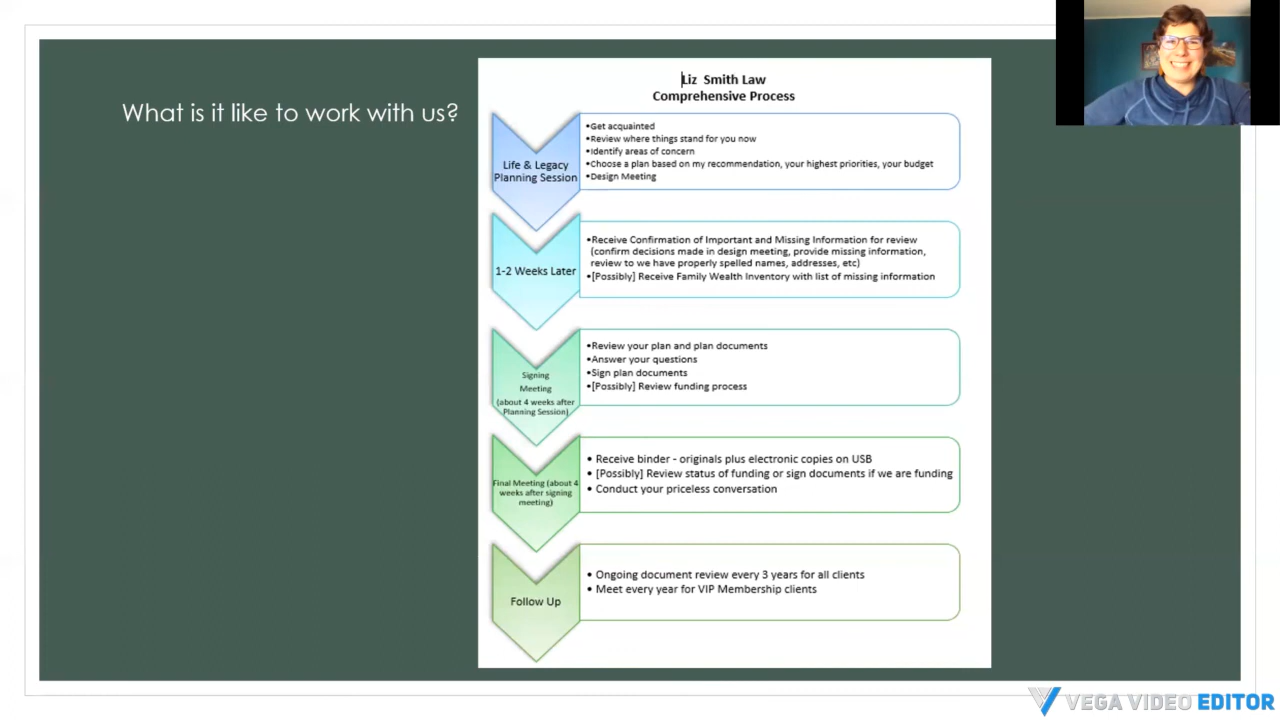 What is it like to work with us?
Liz Smith Law
Comprehensive Process
Life & Legacy
Planning Session
•Get acquainted
•Review where things stand for you now
•Identify areas of concern
•Choose a plan based on my recommendation, your highest priorities, your budget
•Design Meeting
1-2 Weeks Later
•Receive Confirmation of Important and Missing Information for review
(confirm decisions made in design meeting, provide missing information,
review to we have properly spelled names, addresses, etc)
•[Possibly] Receive Family Wealth Inventory with list of missing information
Signing
Meeting
(about 4 weeks after
Planning Session)
•Review your plan and plan documents
•Answer your questions
•Sign plan documents
•[Possibly] Review funding process
Final Meeting (about 4
weeks after signing
meeting)
• Receive binder - originals plus electronic copies on USB
• [Possibly] Review status of funding or sign documents if we are funding
• Conduct your priceless conversation
Follow Up
• Ongoing document review every 3 years for all clients
• Meet every year for VIP Membership clients
VEGA VIDEO EDITOR